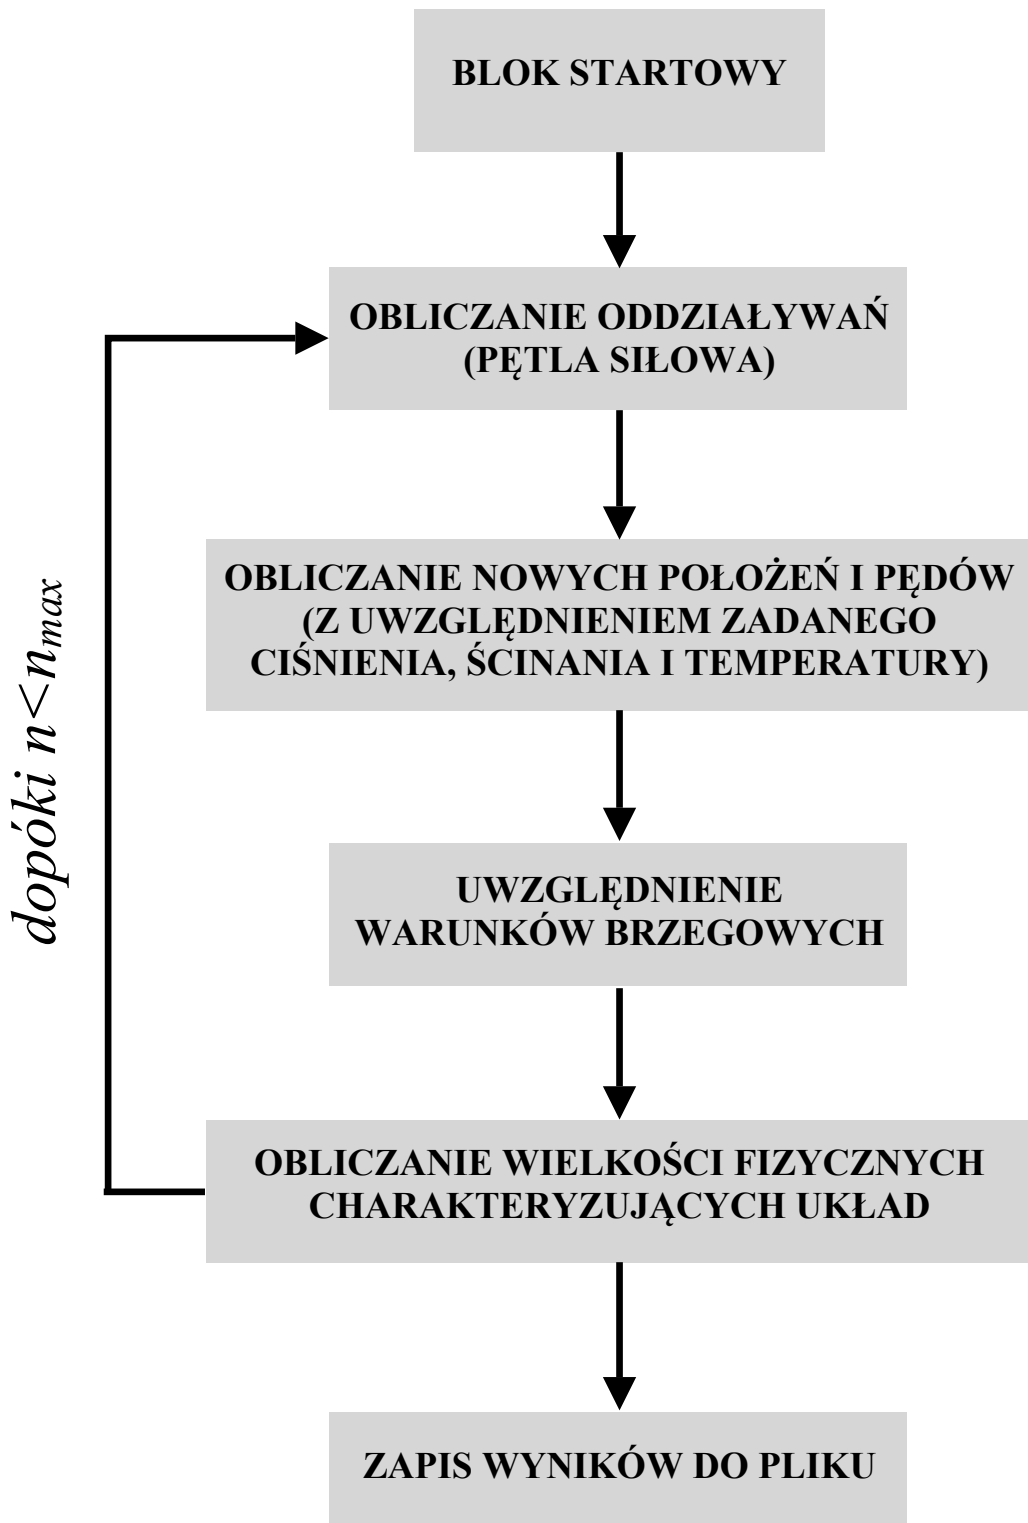 BLOK STARTOWY
OBLICZANIE ODDZIAŁYWAŃ
(PĘTLA SIŁOWA)
OBLICZANIE NOWYCH POŁOŻEŃ I PĘDÓW
(Z UWZGLĘDNIENIEM ZADANEGO
CIŚNIENIA, ŚCINANIA I TEMPERATURY)
dopóki n<nmax
UWZGLĘDNIENIE
WARUNKÓW BRZEGOWYCH
OBLICZANIE WIELKOŚCI FIZYCZNYCH
CHARAKTERYZUJĄCYCH UKŁAD
ZAPIS WYNIKÓW DO PLIKU